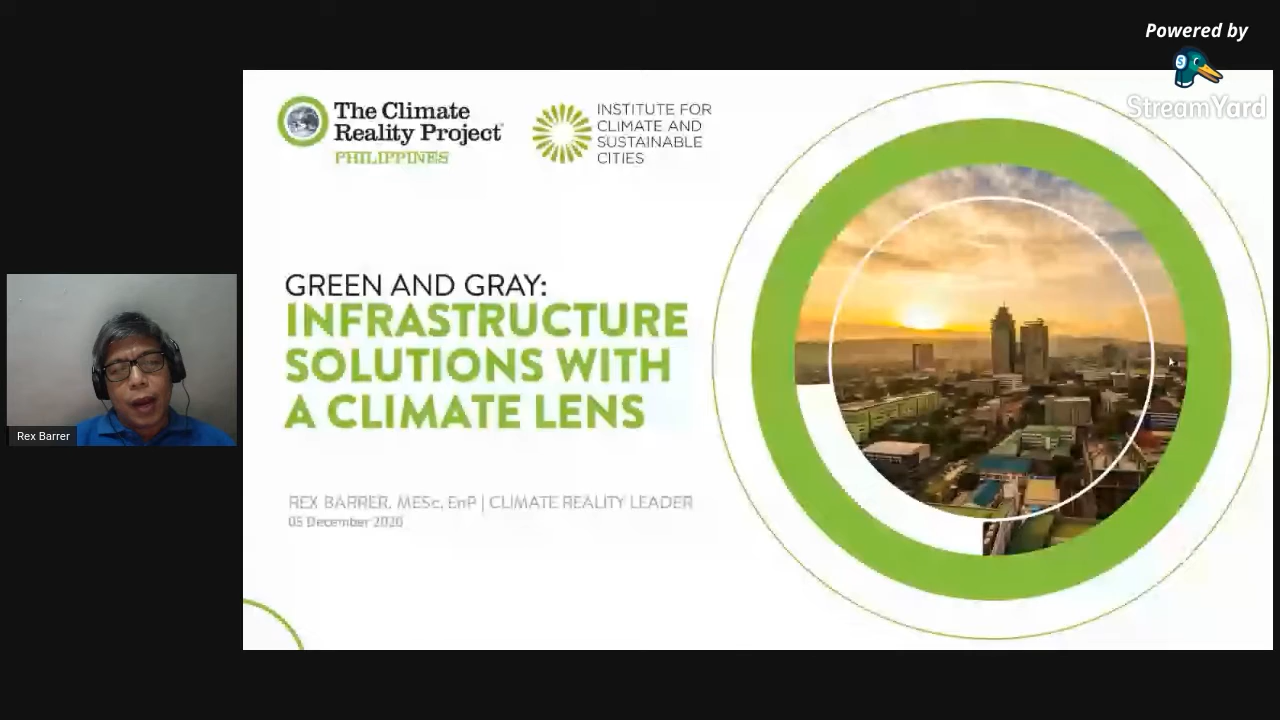 Powered by
StreamYard
The Climate
Reality Project
PHILIPPINES
INSTITUTE FOR
CLIMATE AND
SUSTAINABLE
CITIES
GREEN AND GRAY:
INFRASTRUCTURE
SOLUTIONS WITH
A CLIMATE LENS
REX BARRER, MESc, EnP | CLIMATE REALITY LEADER
05 December 2020
Rex Barrer